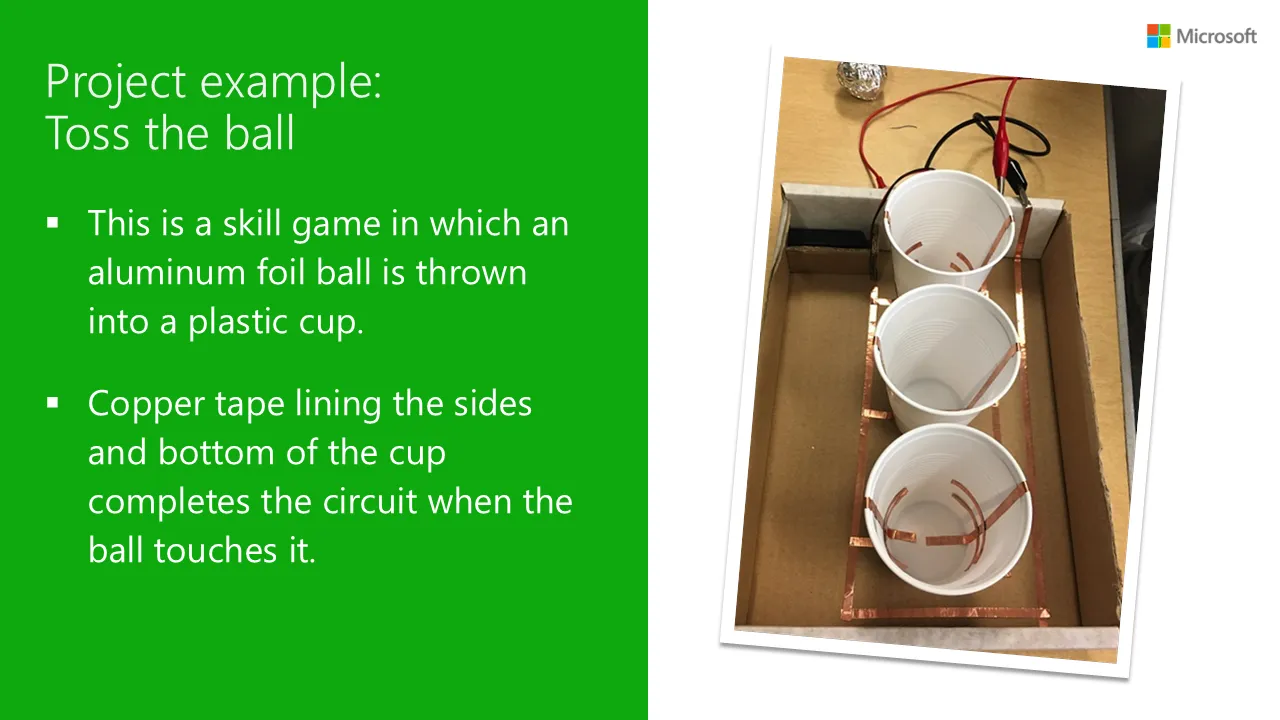 Microsoft
Project example:
Toss the ball
▪ This is a skill game in which an
aluminum foil ball is thrown
into a plastic cup.
▪ Copper tape lining the sides
and bottom of the cup
completes the circuit when the
ball touches it.